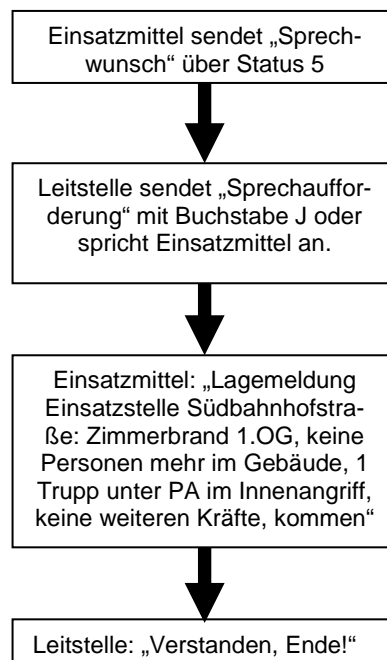 Einsatzmittel sendet „Sprech-
wunsch“ über Status 5
Leitstelle sendet „Sprechauffor-
derung“ mit Buchstabe J oder
spricht Einsatzmittel an.
Einsatzmittel: „Lagemeldung
Einsatzstelle Südbahnhofstra-
ße: Zimmerbrand 1.OG, keine
Personen mehr im Gebäude, 1
Trupp unter PA im Innenangriff,
keine weiteren Kräfte, kommen“
Leitstelle: „Verstanden, Ende!“